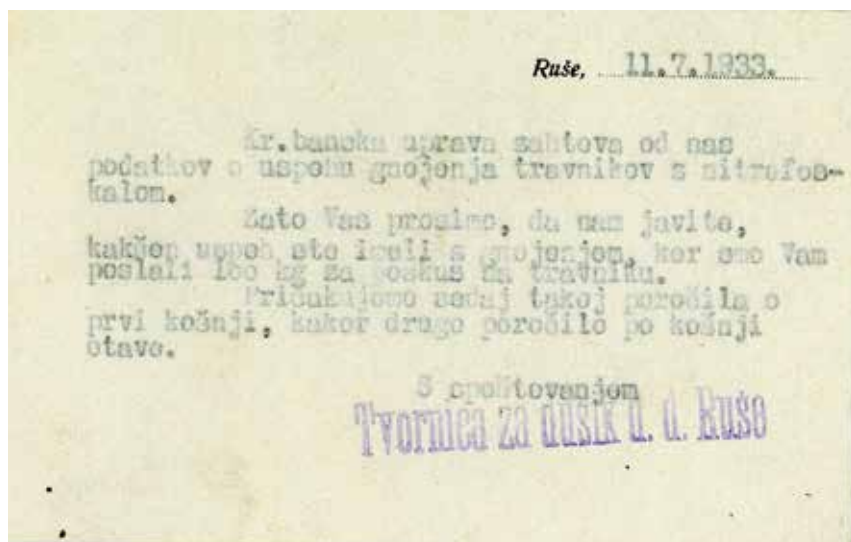 Ruše, 11.7.1933.
Kr.banska uprava zahteva od nas
podatkov o uspehu gnojenja travnikov s nitrofos-
kalom.
Zato Vas prosimo, da nam javite,
kakšen uspeh ste imeli s gnojenjem, ker smo Vam
poslali 100 kg za poskus na travniku.
Pričakujemo sedaj takoj poročila o
prvi košnji, kakor drugo poročilo po košnji
otave.
S spoštovanjem
Tvornica za dušik d. d. Ruše